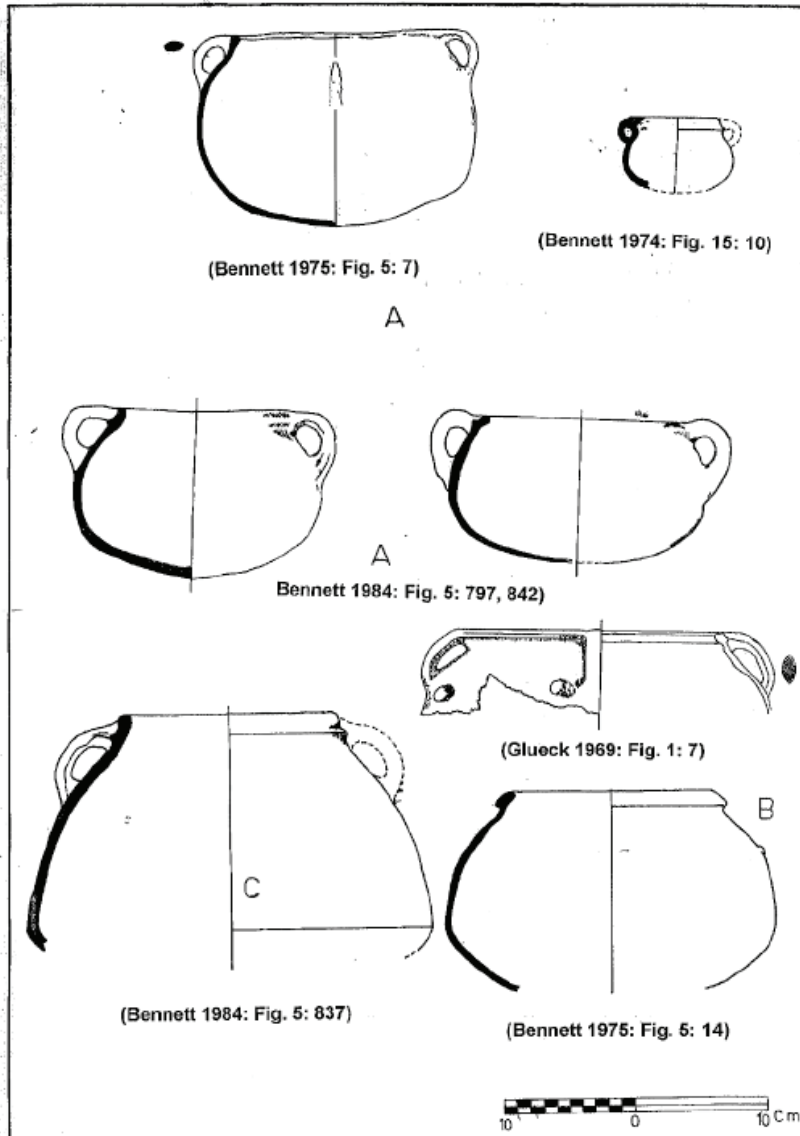 (Bennett 1975: Fig. 5: 7)
(Bennett 1974: Fig. 15: 10)
A
A
Bennett 1984: Fig. 5: 797, 842)
(Glueck 1969: Fig. 1: 7)
B
C
(Bennett 1984: Fig. 5: 837)
(Bennett 1975: Fig. 5: 14)
10 0 10 Cm